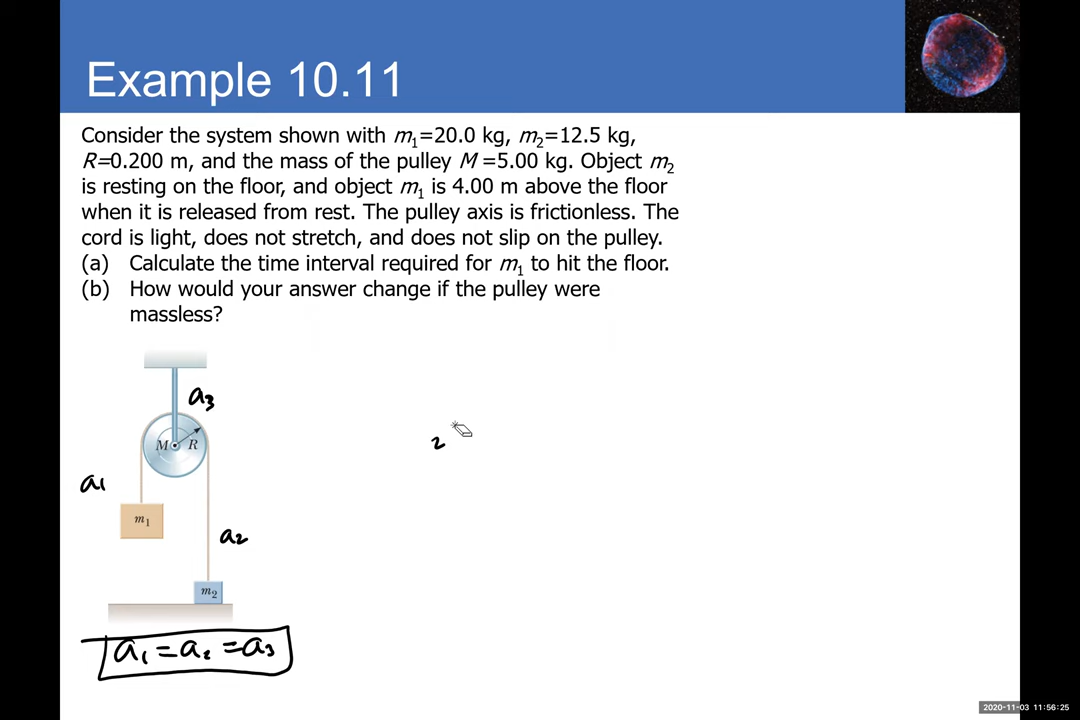 Example 10.11
Consider the system shown with m₁=20.0 kg, m₂=12.5 kg,
R=0.200 m, and the mass of the pulley M =5.00 kg. Object m₂
is resting on the floor, and object m₁ is 4.00 m above the floor
when it is released from rest. The pulley axis is frictionless. The
cord is light, does not stretch, and does not slip on the pulley.
(a) Calculate the time interval required for m₁ to hit the floor.
(b) How would your answer change if the pulley were
massless?
a₃
M R
2
a₁
m₁
a₂
m₂
a₁ = a₂ = a₃
2020-11-03 11:56:25